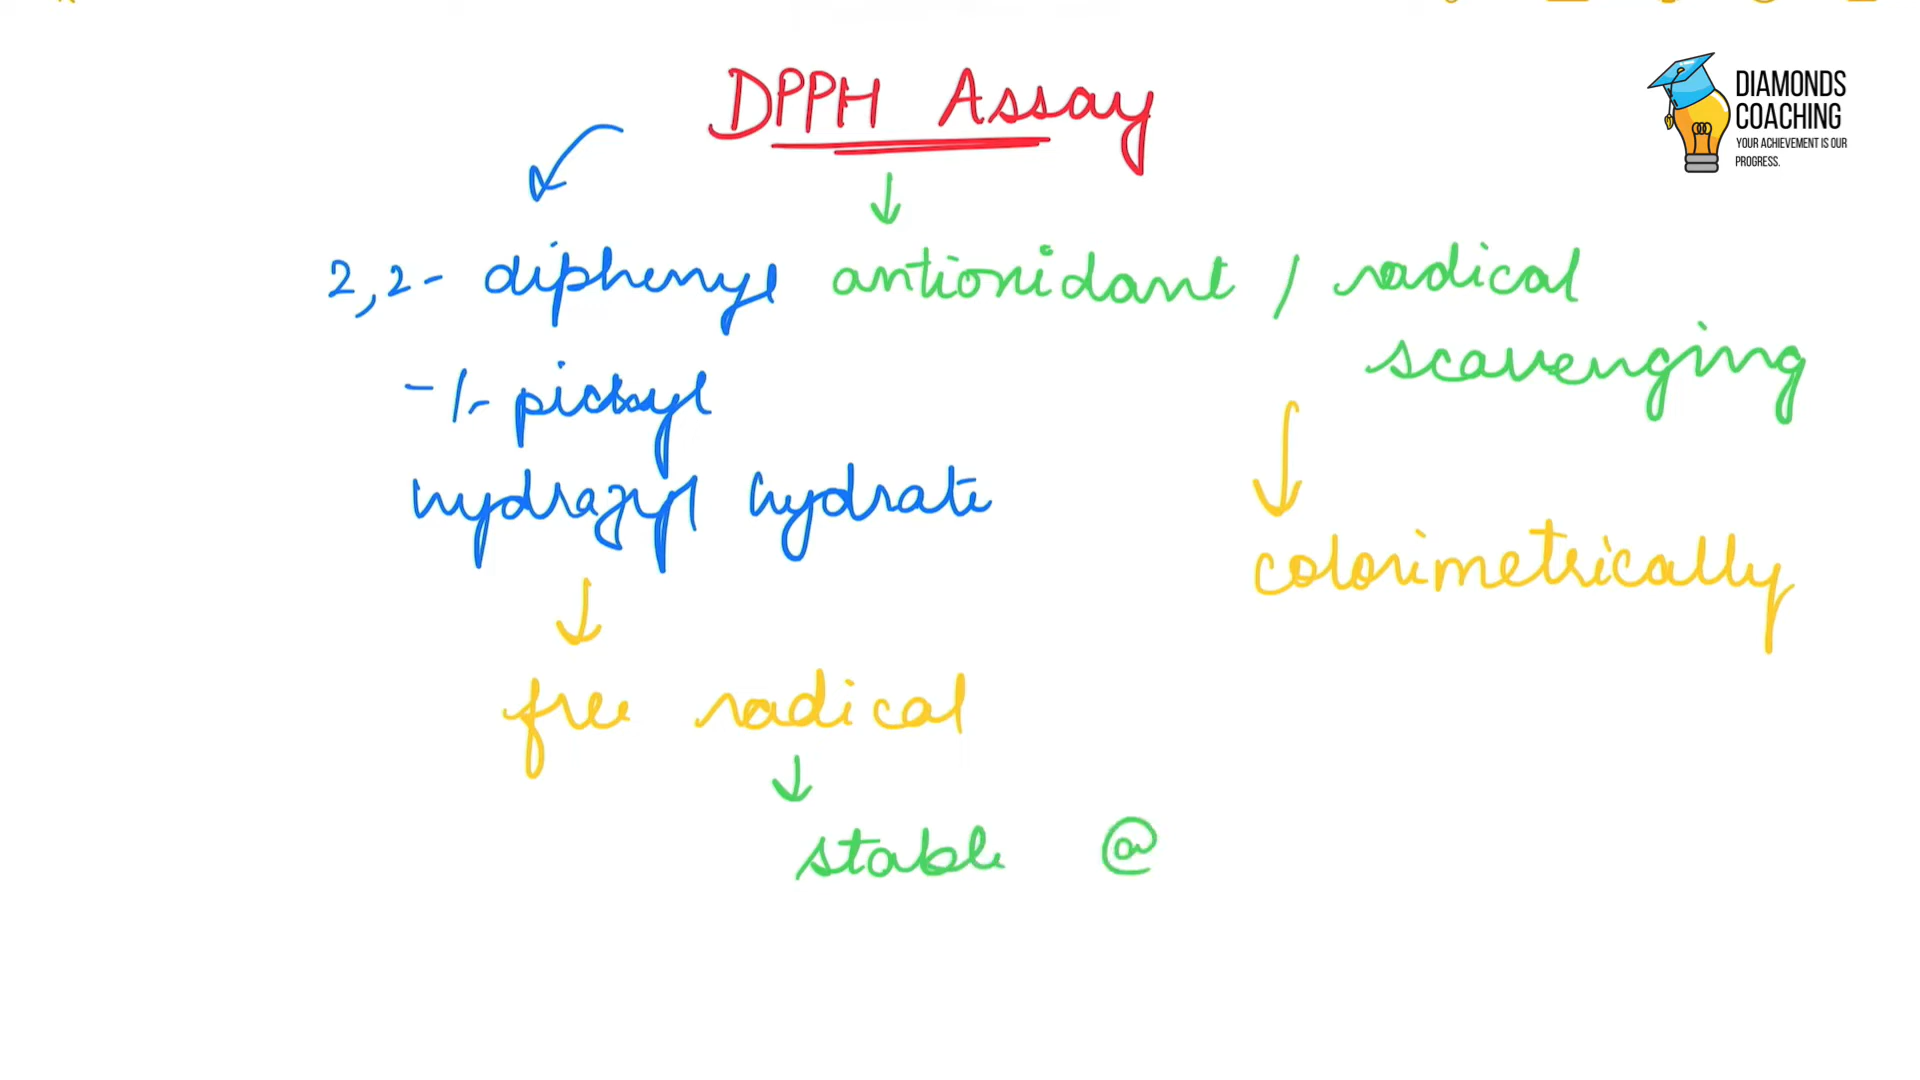 DPPH Assay
DIAMONDS
COACHING
YOUR ACHIEVEMENT IS OUR
PROGRESS.
2,2- diphenyl
-1- picryl
hydrazyl hydrate
free radical
stable @
antioxidant / radical
scavenging
colorimetrically